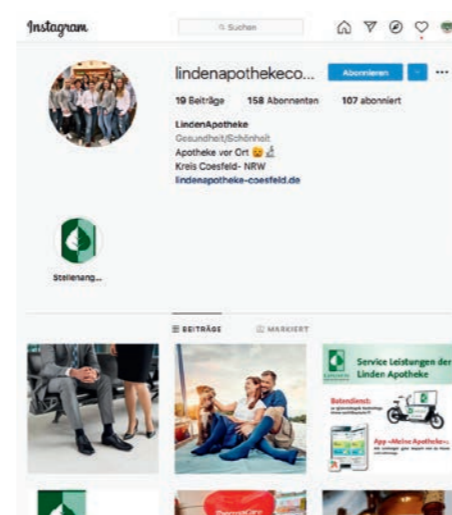 Instagram
Suchen
lindenapothekeco...
Abonnieren
19 Beiträge 158 Abonnenten 107 abonniert
LindenApotheke
Gesundheit/Schönheit
Apotheke vor Ort
Kreis Coesfeld- NRW
lindenapotheke-coesfeld.de
Stellenang...
BEITRÄGE MARKIERT
Service Leistungen der
Linden Apotheke
Botendienst:
App »Meine Apotheke«:
ThermaCare